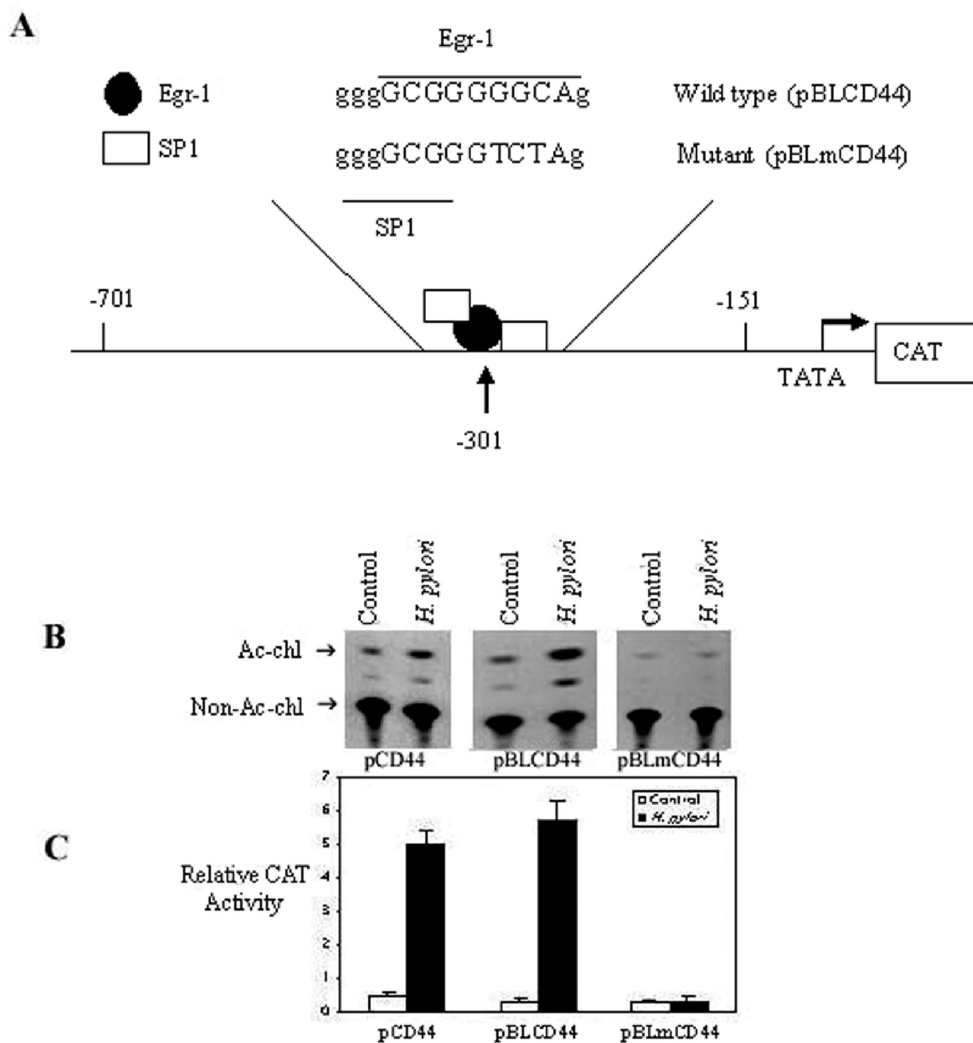 A
Egr-1
Egr-1
gggGCGGGGGCAg
Wild type (pBLCD44)
SP1
gggGCGGGTCTAg
Mutant (pBLmCD44)
SP1
-701
-151
CAT
TATA
-301
Control
H. pylori
Control
H. pylori
Control
H. pylori
B
Ac-chl
Non-Ac-chl
pCD44
pBLCD44
pBLmCD44
C
Relative CAT
Activity
7
6
5
4
3
2
1
0
Control
H. pylori
pCD44
pBLCD44
pBLmCD44